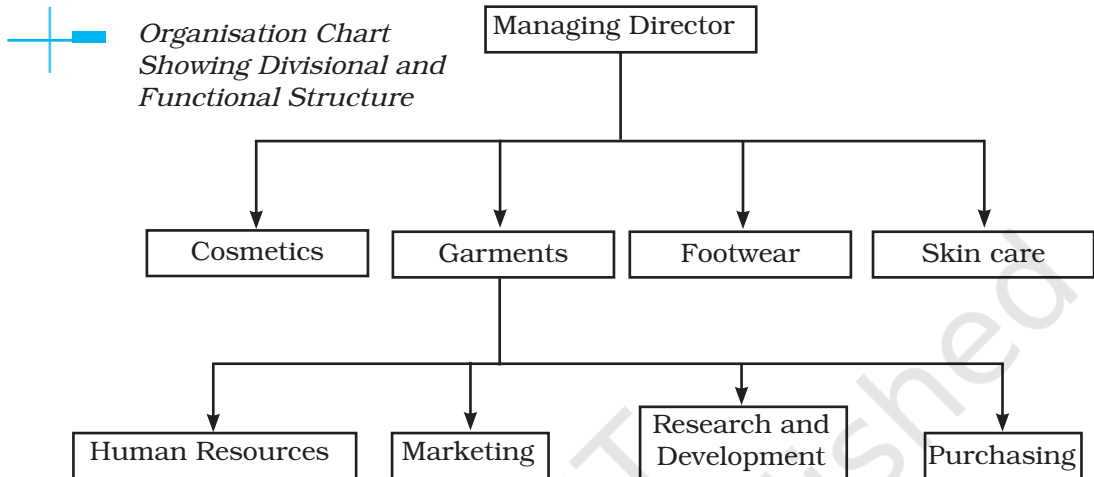 Organisation Chart
Showing Divisional and
Functional Structure
Managing Director
Cosmetics
Garments
Footwear
Skin care
Human Resources
Marketing
Research and
Development
Purchasing